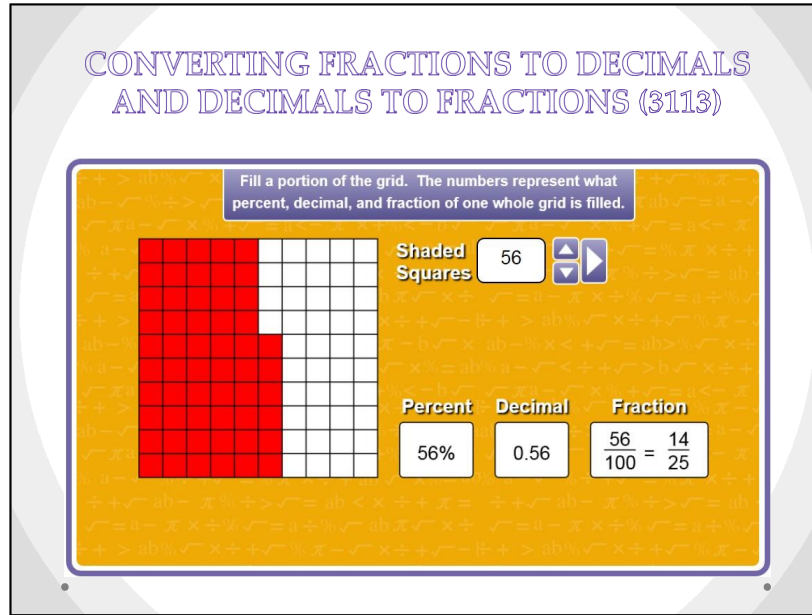 CONVERTING FRACTIONS TO DECIMALS
AND DECIMALS TO FRACTIONS (3113)
Fill a portion of the grid. The numbers represent what
percent, decimal, and fraction of one whole grid is filled.
Shaded
Squares
56
Percent
Decimal
Fraction
56%
0.56
56/100 = 14/25